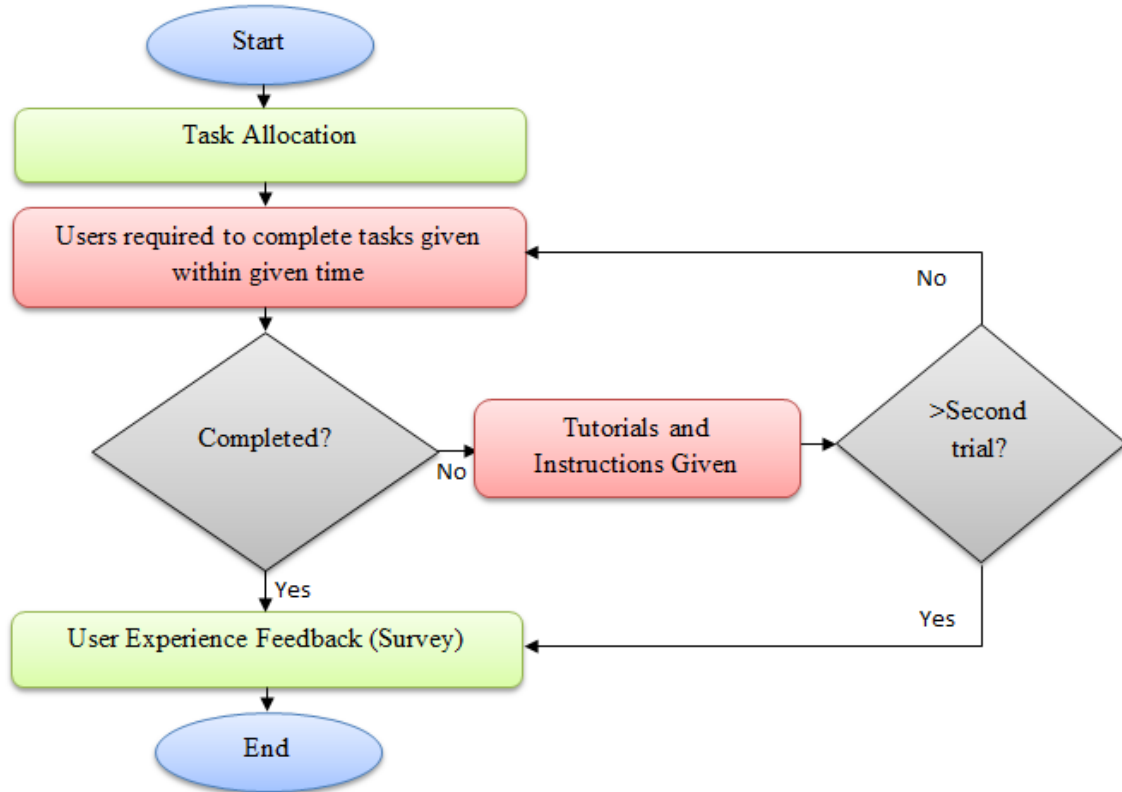 Start
Task Allocation
Users required to complete tasks given
within given time
No
Completed?
No
Tutorials and
Instructions Given
>Second
trial?
Yes
Yes
User Experience Feedback (Survey)
End